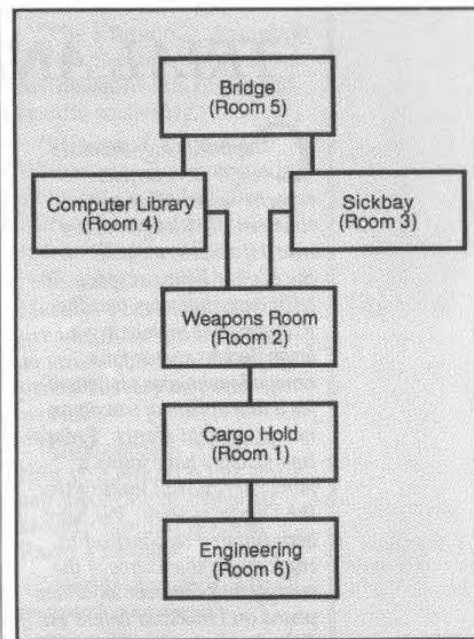 Bridge
(Room 5)
Computer Library
(Room 4)
Sickbay
(Room 3)
Weapons Room
(Room 2)
Cargo Hold
(Room 1)
Engineering
(Room 6)